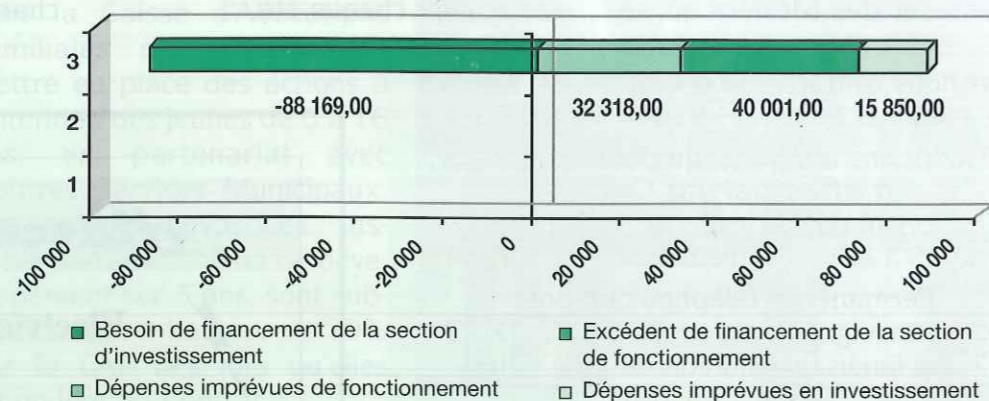 3
-88 169,00 32 318,00 40 001,00 15 850,00
2
1
-100 000 -80 000 -60 000 -40 000 -20 000 0 20 000 40 000 60 000 80 000 100 000
Besoin de financement de la section
d'investissement
Dépenses imprévues de fonctionnement
Excédent de financement de la section
de fonctionnement
Dépenses imprévues en investissement